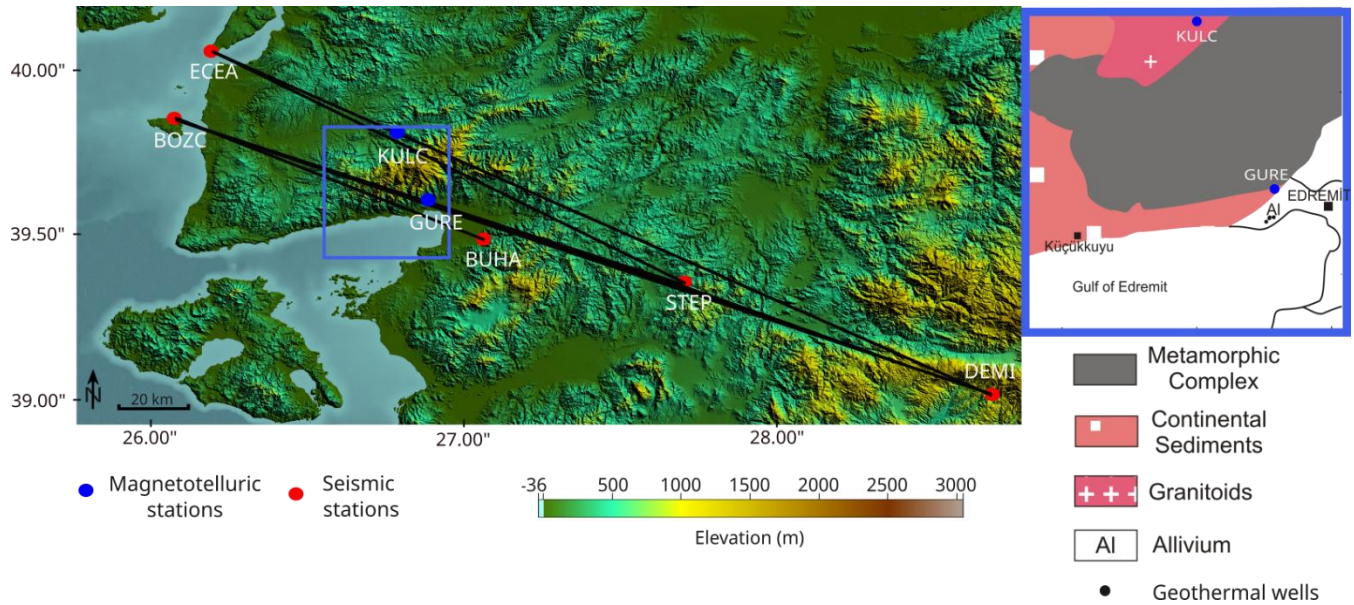 40.00"
39.50"
39.00"
ECEA
BOZC
KULC
GURE
BUHA
STEP
DEMI
N
20 km
26.00"
27.00"
28.00"
Magnetotelluric
stations
Seismic
stations
-36 500 1000 1500 2000 2500 3000
Elevation (m)
KULC
GURE
EDREMİT
Al
Küçükkuyu
Gulf of Edremit
Metamorphic
Complex
Continental
Sediments
Granitoids
Al
Allivium
Geothermal wells